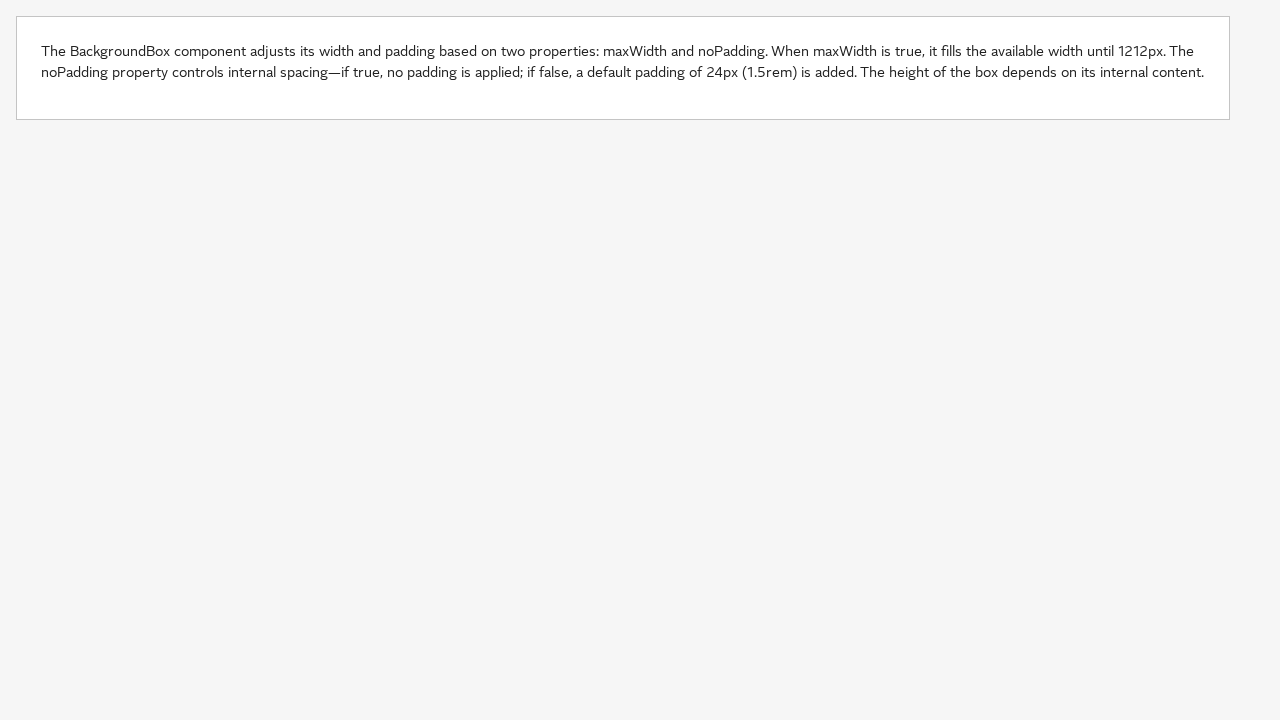 The BackgroundBox component adjusts its width and padding based on two properties: maxWidth and noPadding. When maxWidth is true, it fills the available width until 1212px. The
noPadding property controls internal spacing—if true, no padding is applied; if false, a default padding of 24px (1.5rem) is added. The height of the box depends on its internal content.